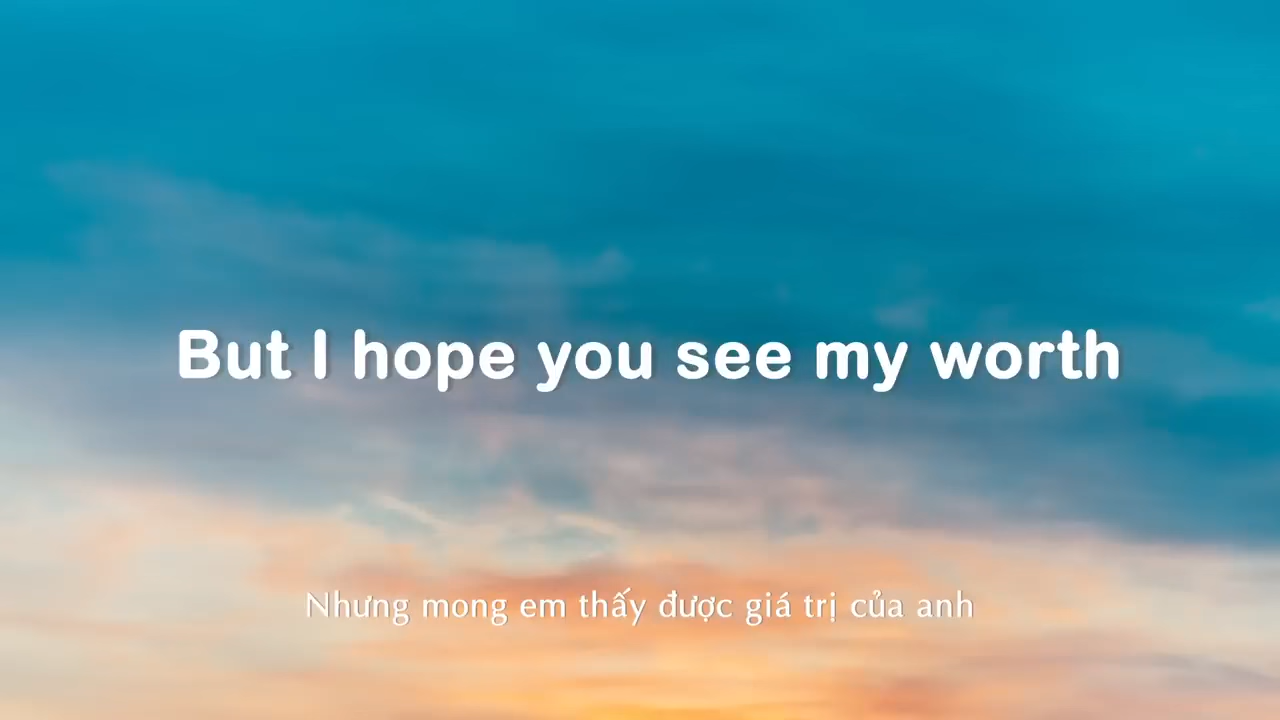 But I hope you see my worth
Nhưng mong em thấy được giá trị của anh